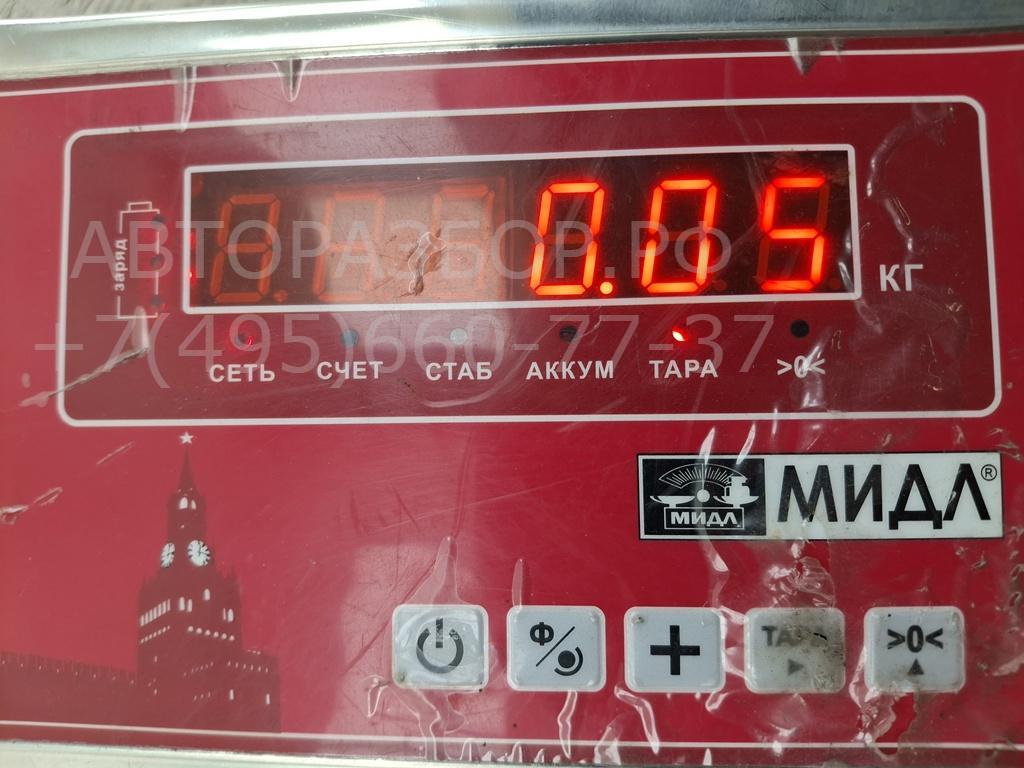 0.05
КГ
заряд
СЕТЬ СЧЕТ СТАБ АККУМ ТАРА >0<
АВТОРАЗБОР.РФ
+7(495)660-77-37
МИДЛ МИДЛ®
Ф/ + ТАРА >0<